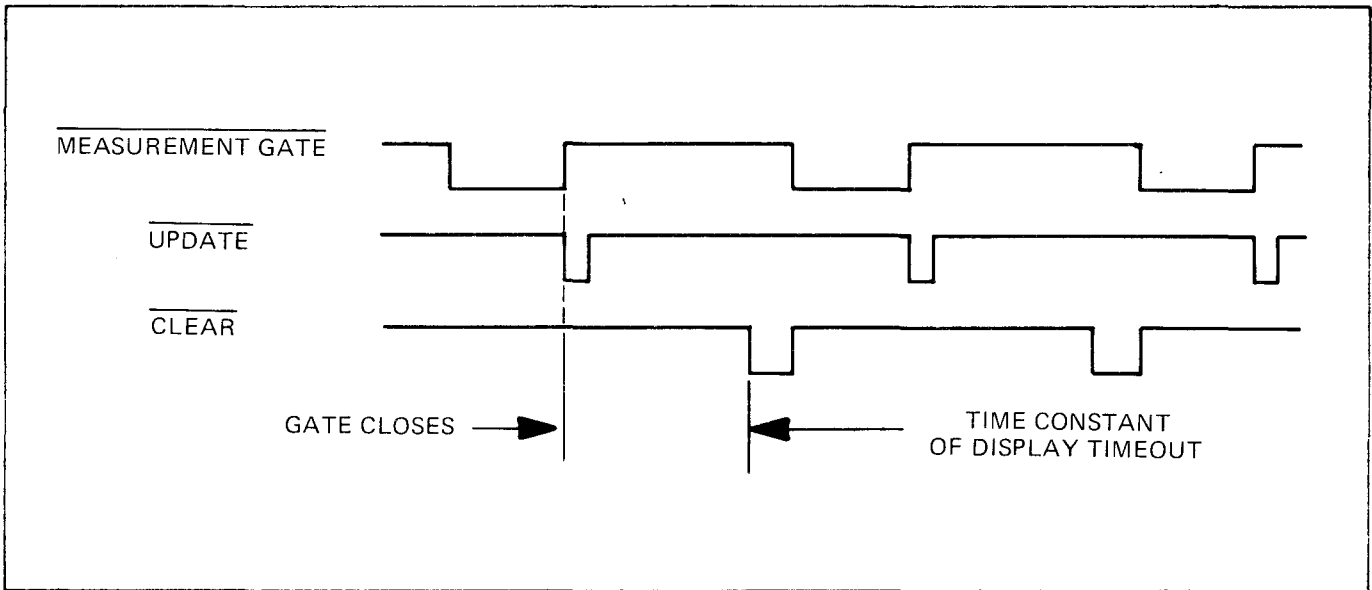 MEASUREMENT GATE
UPDATE
CLEAR
GATE CLOSES
TIME CONSTANT
OF DISPLAY TIMEOUT